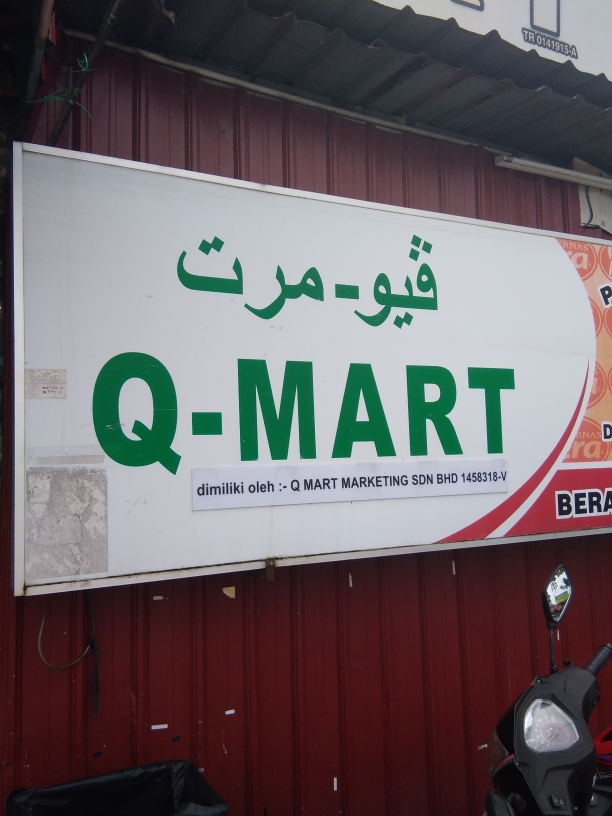 TR 0141915-A
ڤيو-مرت
Q-MART
dimiliki oleh :- Q MART MARKETING SDN BHD 1458318-V
BERA